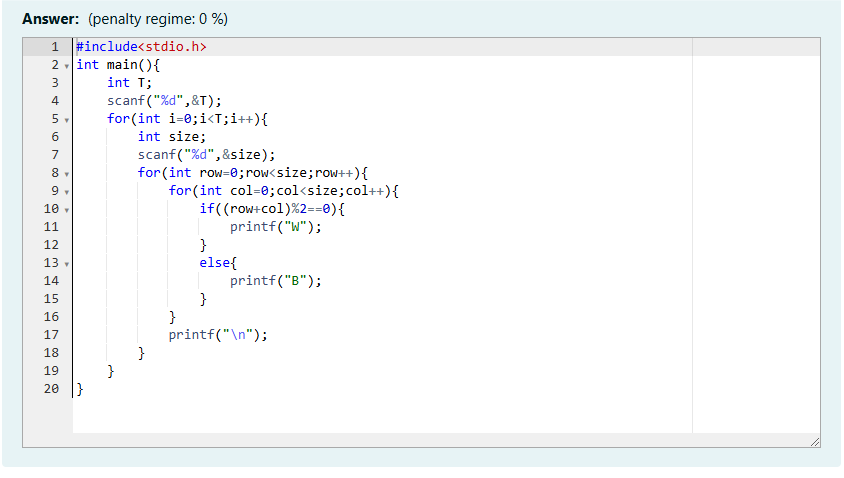 Answer: (penalty regime: 0 %)
1 #include<stdio.h>
2 int main(){
3     int T;
4     scanf("%d",&T);
5     for(int i=0;i<T;i++){
6         int size;
7         scanf("%d",&size);
8         for(int row=0;row<size;row++){
9             for(int col=0;col<size;col++){
10                 if((row+col)%2==0){
11                     printf("W");
12                 }
13                 else{
14                     printf("B");
15                 }
16             }
17             printf("\n");
18         }
19     }
20 }